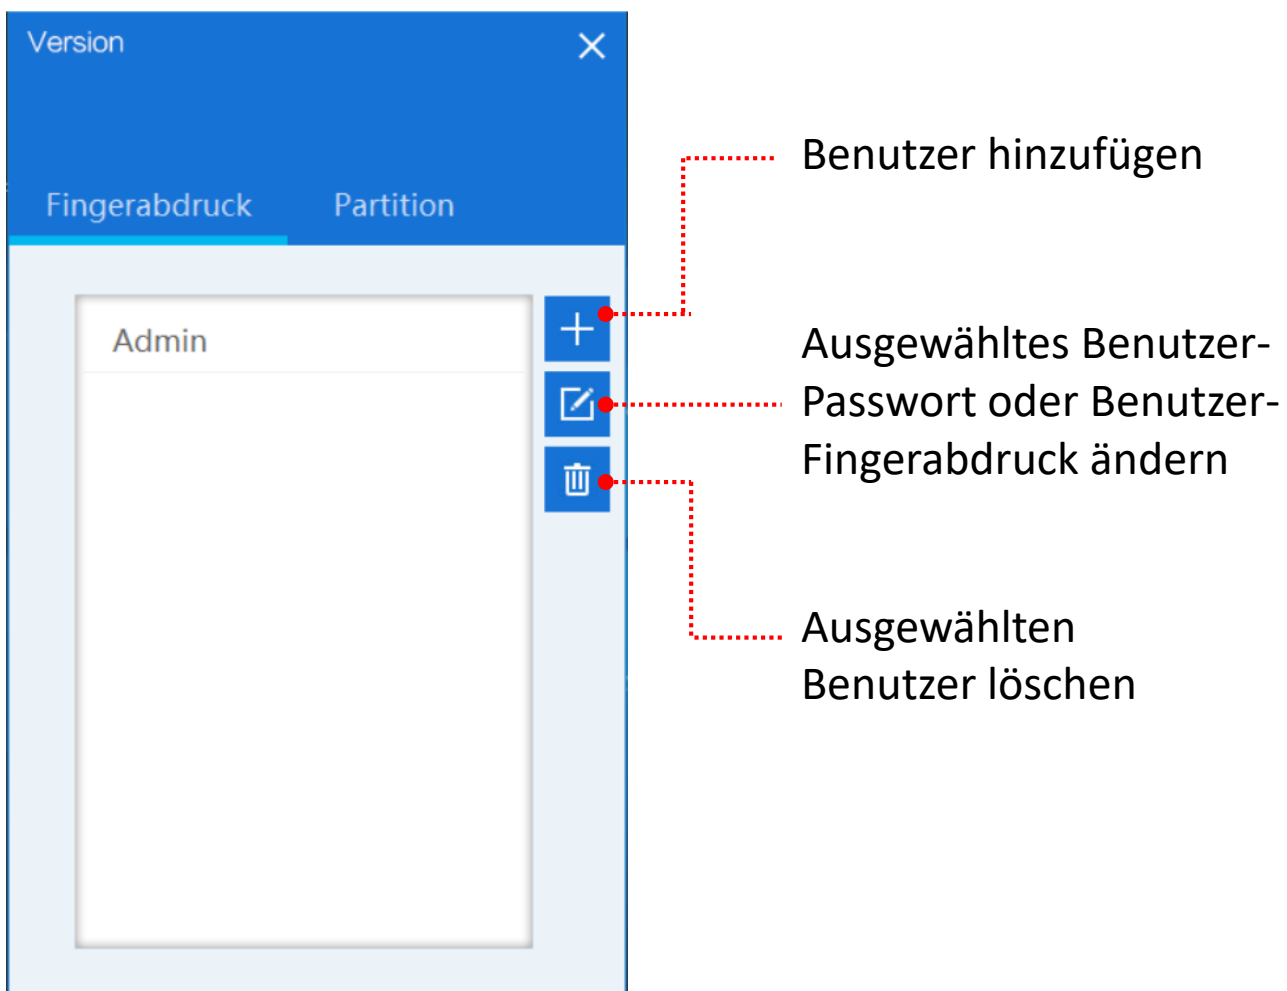 Version
Fingerabdruck Partition
Admin
Benutzer hinzufügen
Ausgewähltes Benutzer-
Passwort oder Benutzer-
Fingerabdruck ändern
Ausgewählten
Benutzer löschen